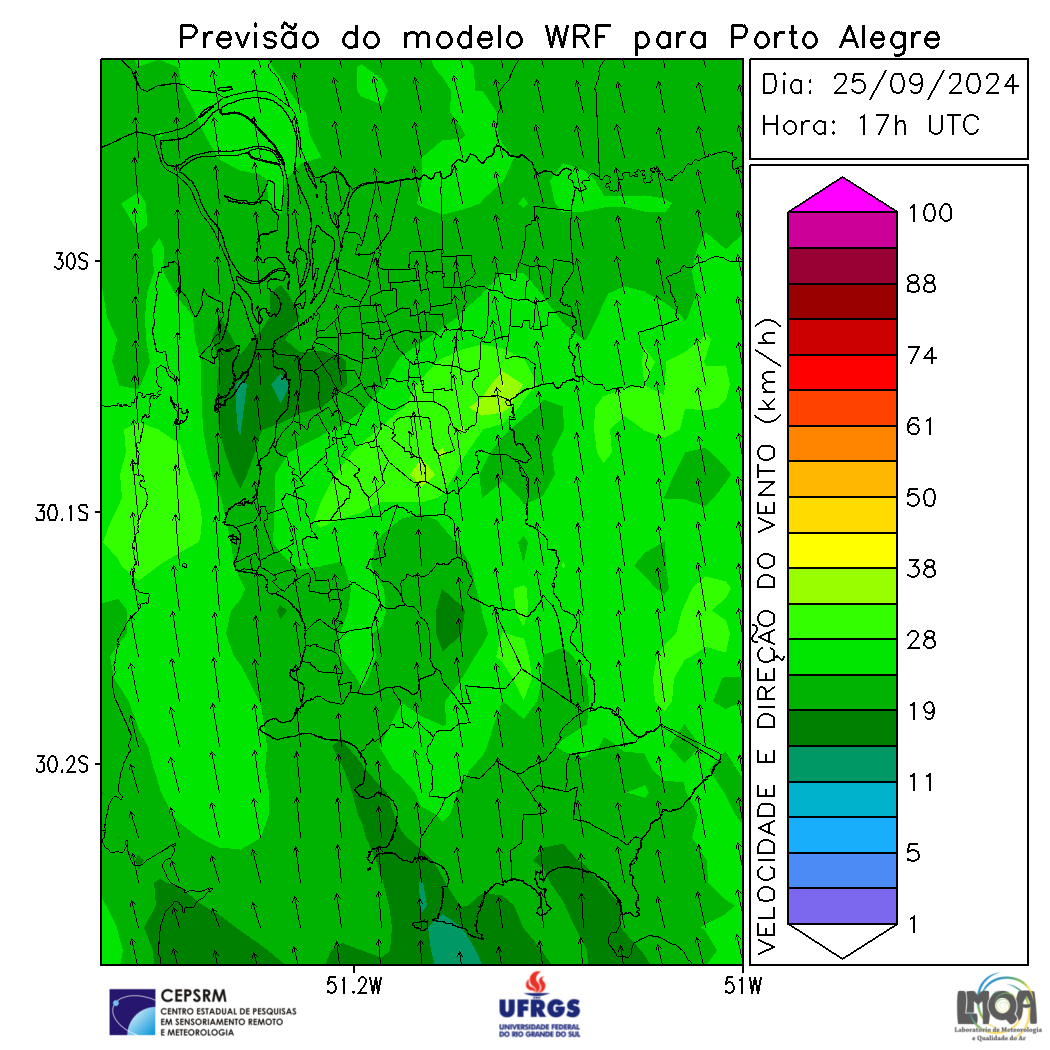 Previsão do modelo WRF para Porto Alegre
Dia: 25/09/2024
Hora: 17h UTC
30S
30.1S
30.2S
51.2W
51W
VELOCIDADE E DIREÇÃO DO VENTO (km/h)
100
88
74
61
50
38
28
19
11
5
1
CEPSRM
CENTRO ESTADUAL DE PESQUISAS
EM SENSORIAMENTO REMOTO
E METEOROLOGIA
UFRGS
UNIVERSIDADE FEDERAL
DO RIO GRANDE DO SUL
LMQA
Laboratório de Meteorologia
e Qualidade do Ar